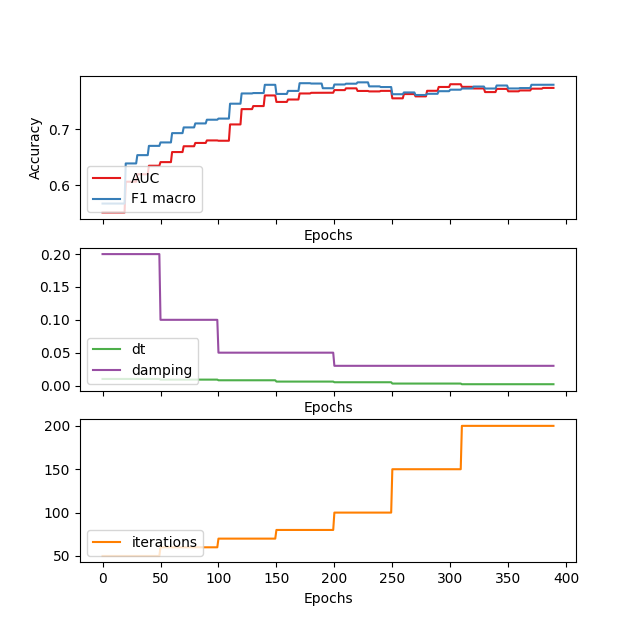 0.7
0.6
Accuracy
AUC
F1 macro
Epochs
0.20
0.15
0.10
0.05
0.00
dt
damping
Epochs
200
150
100
50
iterations
0 50 100 150 200 250 300 350 400
Epochs